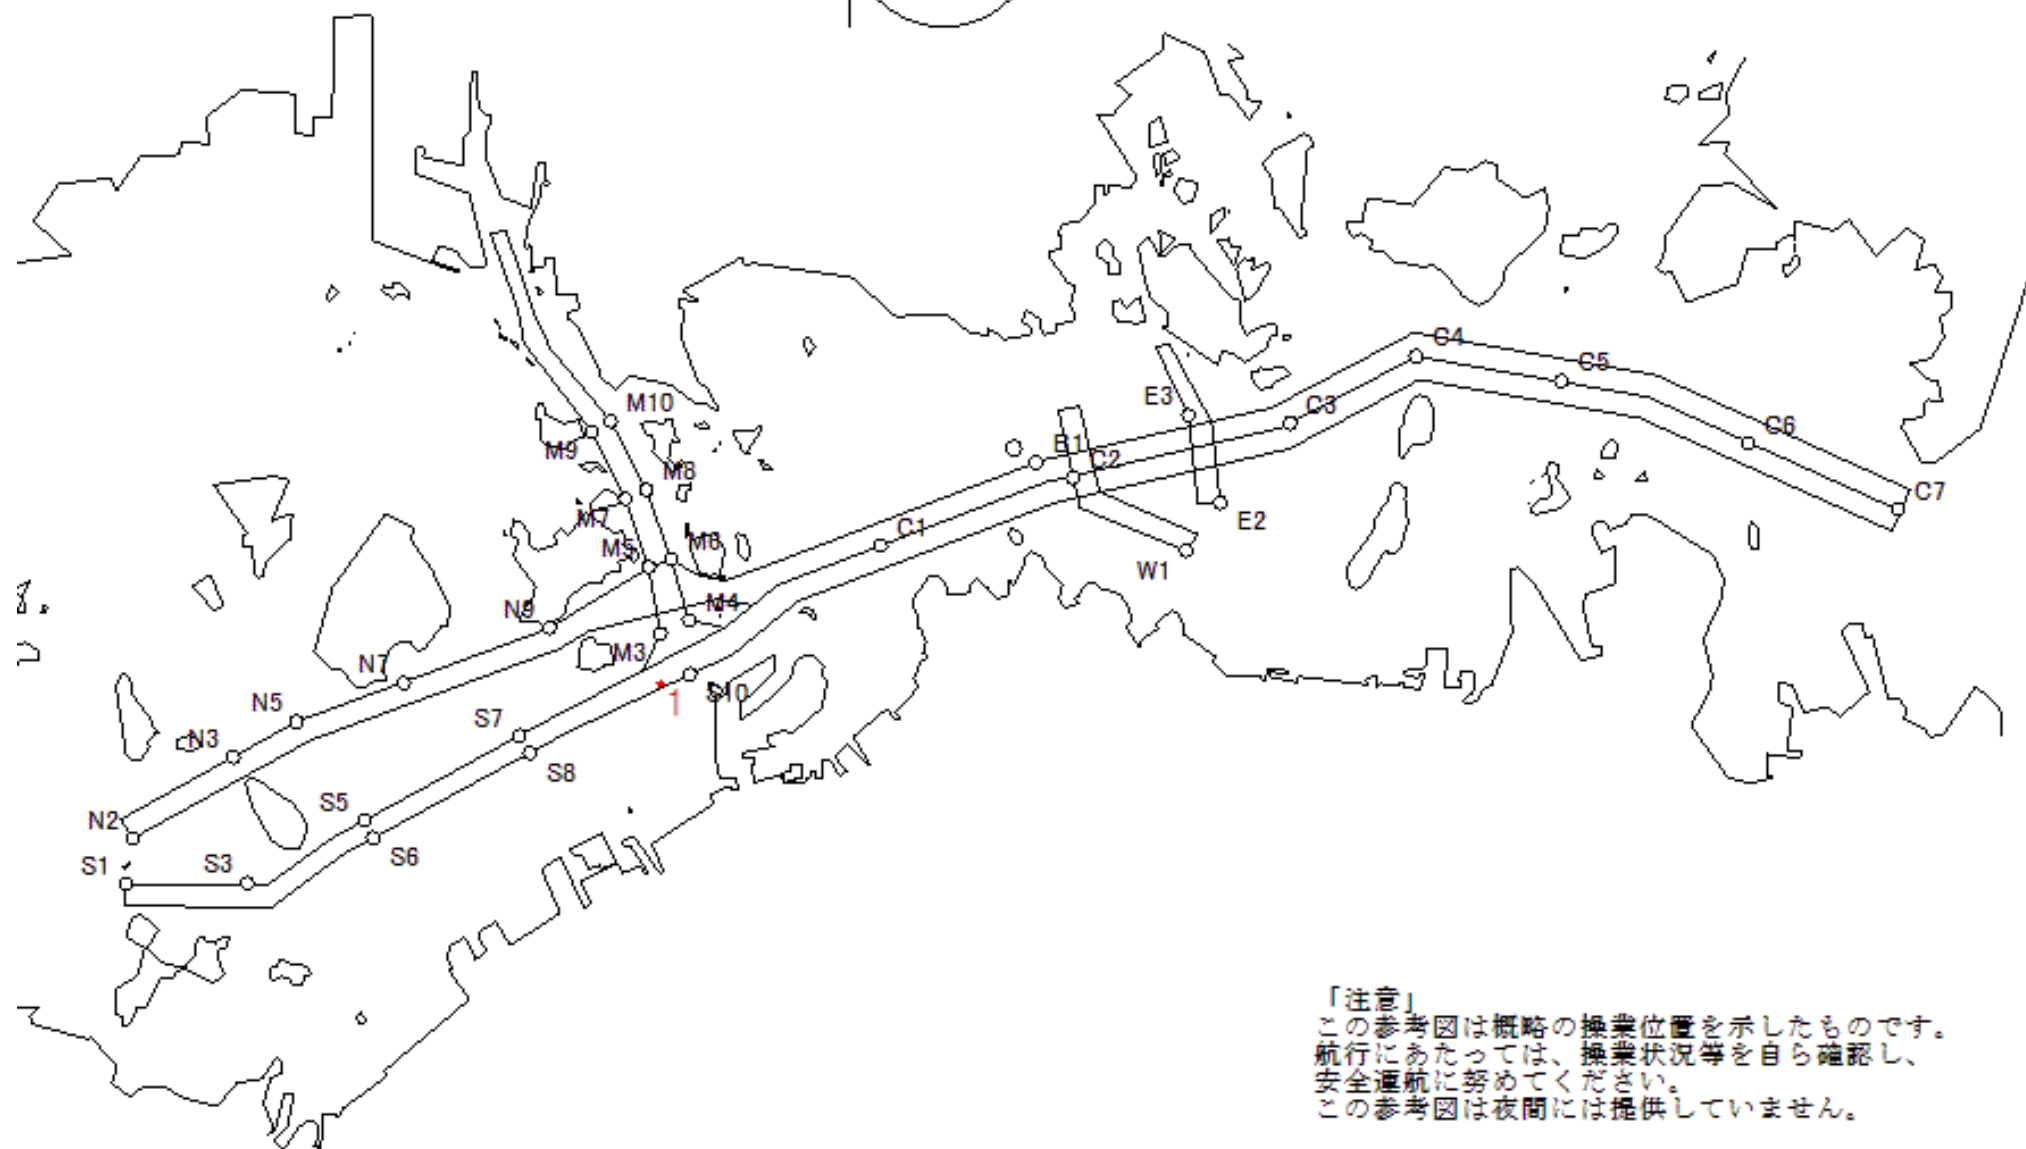 C4
C5
M10
E3
C3
C6
M9
B1
C2
M8
C7
M7
E2
C1
M6
M5
W1
N9
M4
M3
N7
S10
1
N5
S7
N3
S8
S5
N2
S6
S1
S3
「注意」
この参考図は概略の操業位置を示したものです。
航行にあたっては、操業状況等を自ら確認し、
安全運航に努めてください。
この参考図は夜間には提供していません。